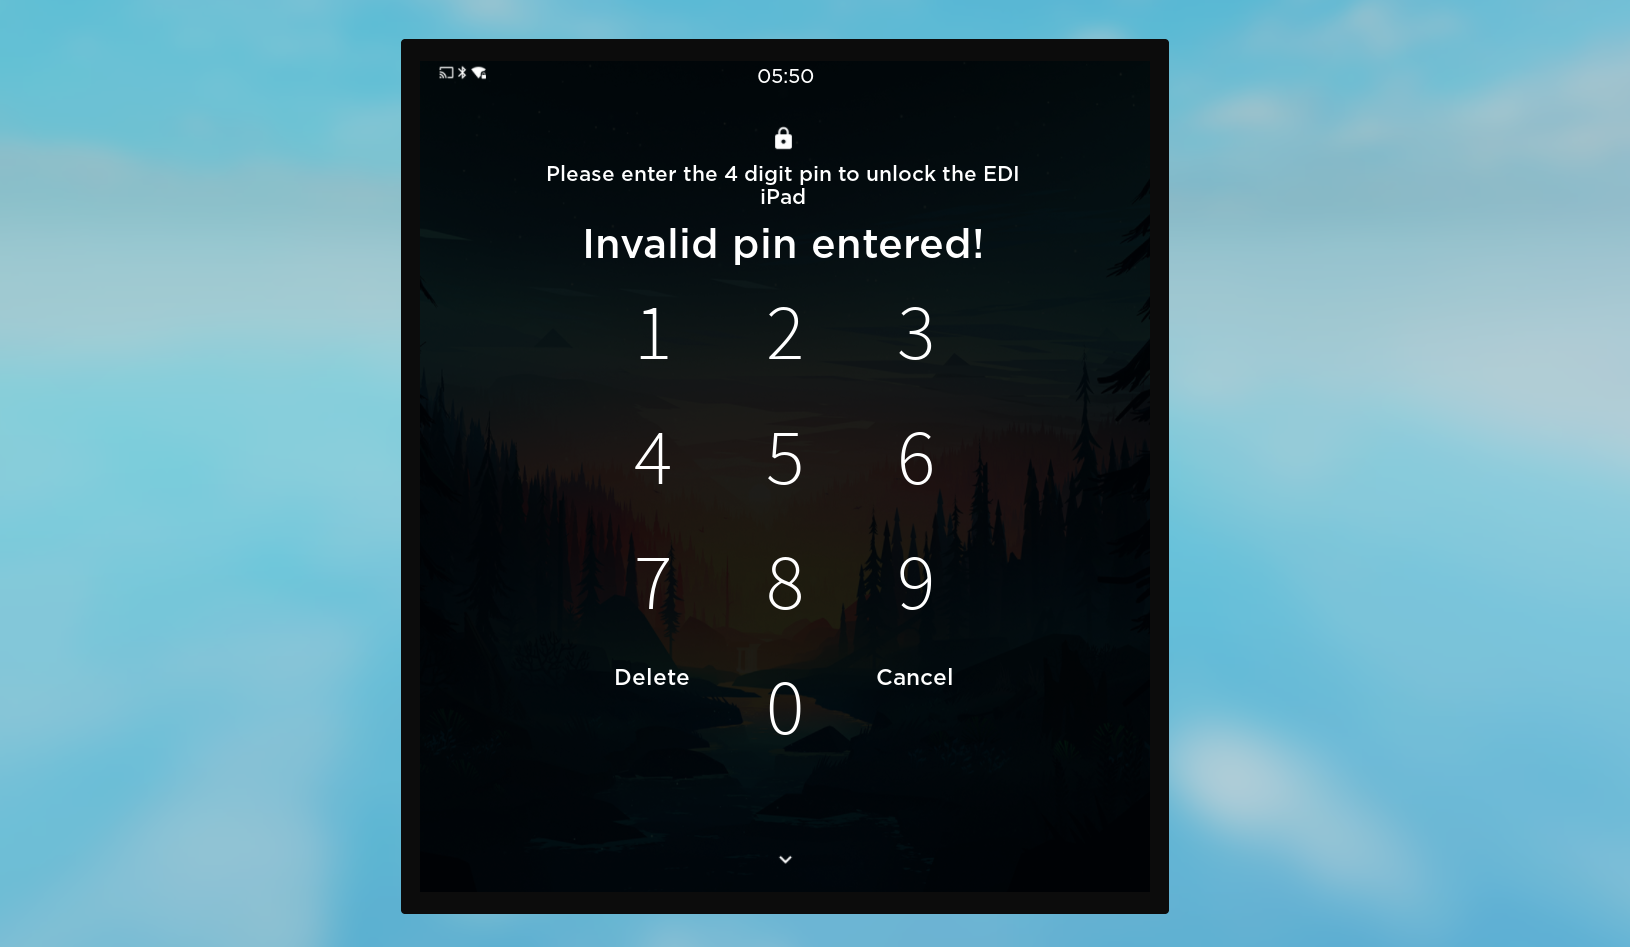 05:50
Please enter the 4 digit pin to unlock the EDI
iPad
Invalid pin entered!
1 2 3
4 5 6
7 8 9
Delete 0 Cancel